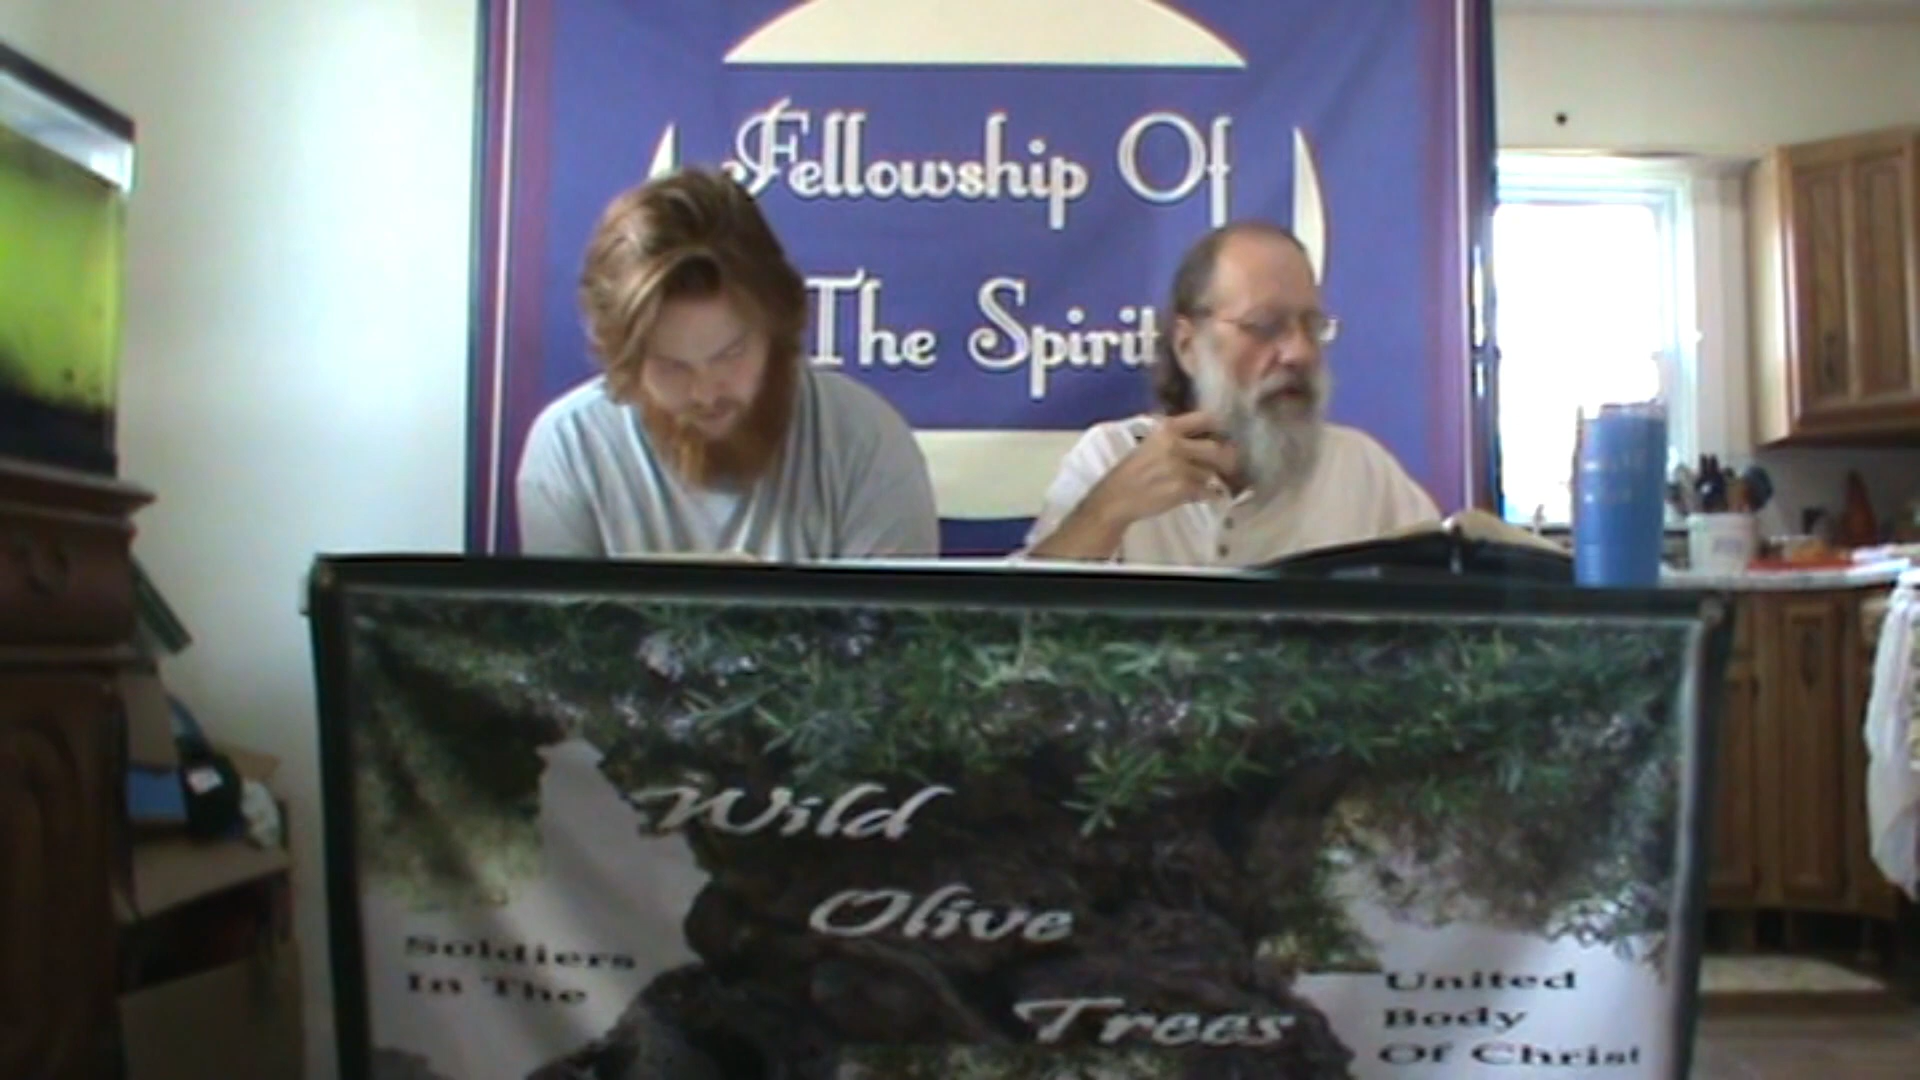 Fellowship Of
The Spirit
Wild
Olive
Trees
Soldiers
In The
United
Body
Of Christ